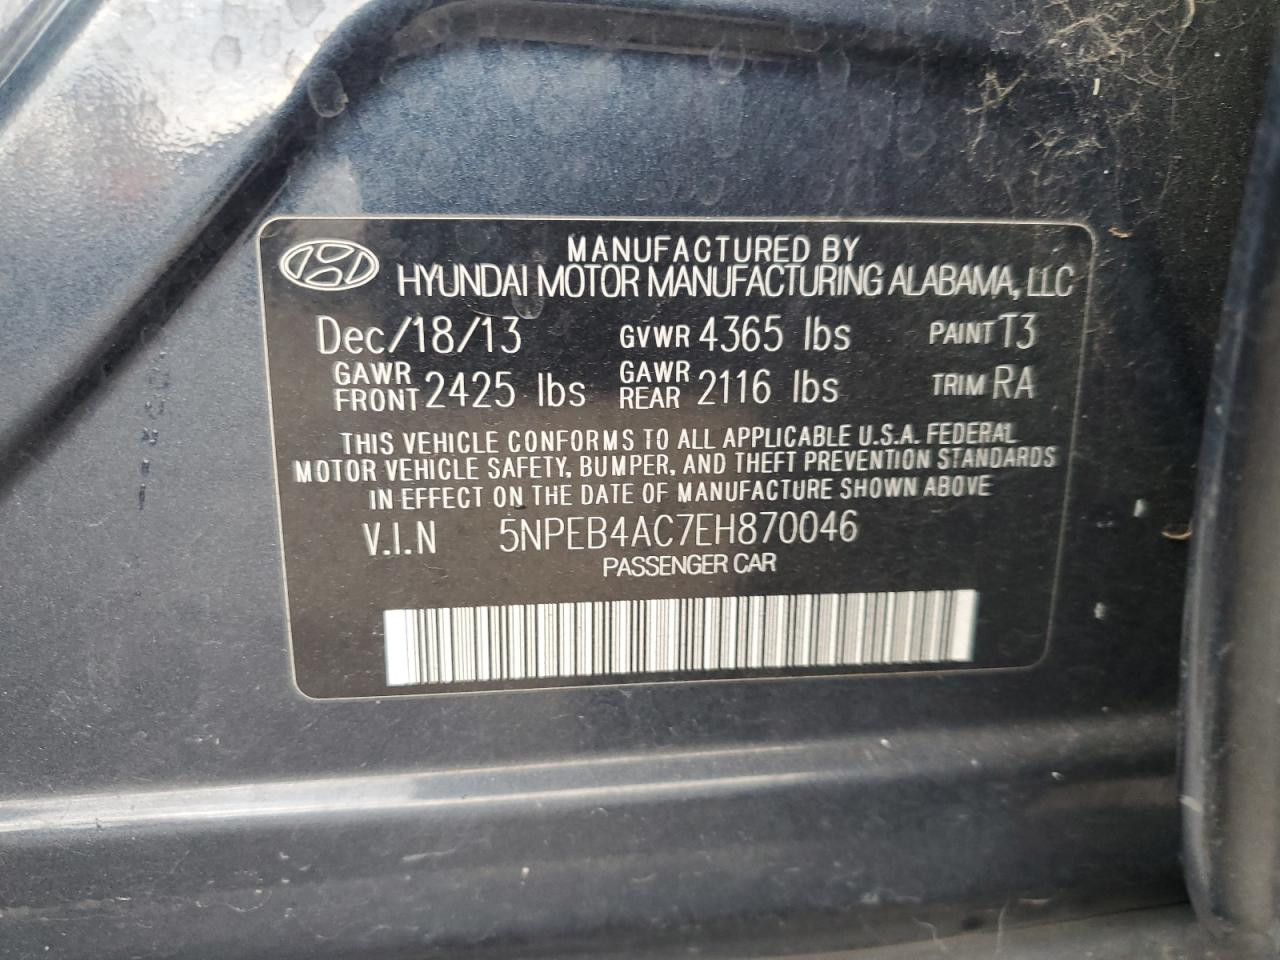 MANUFACTURED BY
HYUNDAI MOTOR MANUFACTURING ALABAMA, LLC
Dec/18/13 GVWR 4365 lbs PAINT T3
GAWR FRONT 2425 lbs GAWR REAR 2116 lbs TRIM RA
THIS VEHICLE CONFORMS TO ALL APPLICABLE U.S.A. FEDERAL
MOTOR VEHICLE SAFETY, BUMPER, AND THEFT PREVENTION STANDARDS
IN EFFECT ON THE DATE OF MANUFACTURE SHOWN ABOVE
V.I.N 5NPEB4AC7EH870046
PASSENGER CAR